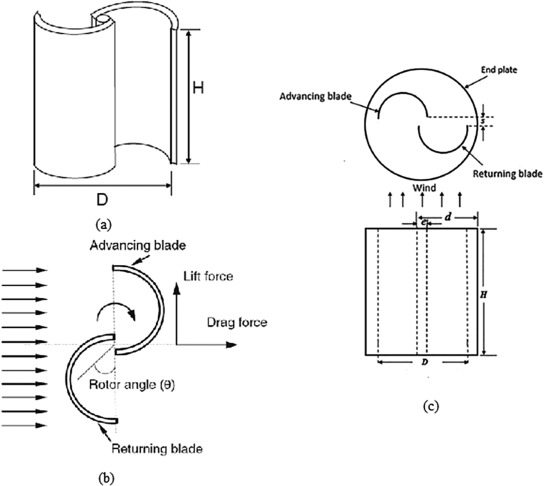 H
D
(a)
Advancing blade
Lift force
Drag force
Rotor angle (θ)
Returning blade
(b)
End plate
Advancing blade
s
Returning blade
Wind
d
e
H
D
(c)